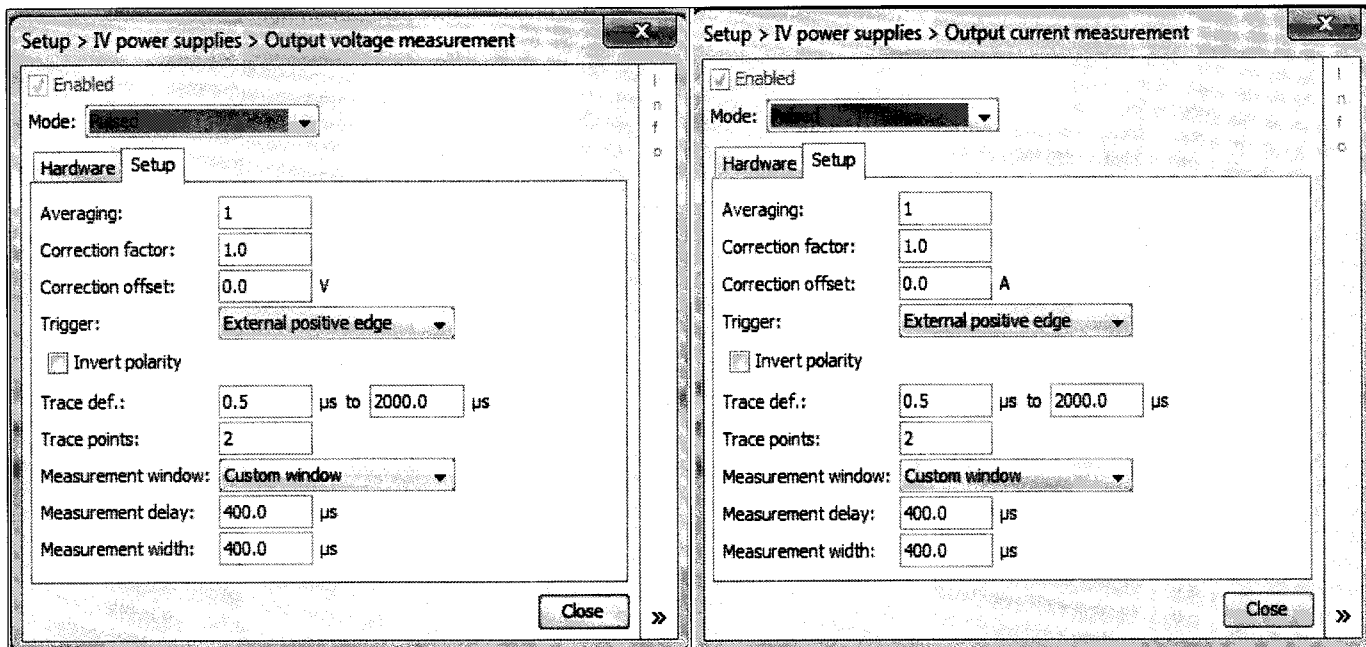 Setup > IV power supplies > Output voltage measurement
Enabled
Mode: Pulsed
Hardware Setup
Averaging: 1
Correction factor: 1.0
Correction offset: 0.0 V
Trigger: External positive edge
Invert polarity
Trace def.: 0.5 µs to 2000.0 µs
Trace points: 2
Measurement window: Custom window
Measurement delay: 400.0 µs
Measurement width: 400.0 µs
Close »
Info
Setup > IV power supplies > Output current measurement
Enabled
Mode: Pulsed
Hardware Setup
Averaging: 1
Correction factor: 1.0
Correction offset: 0.0 A
Trigger: External positive edge
Invert polarity
Trace def.: 0.5 µs to 2000.0 µs
Trace points: 2
Measurement window: Custom window
Measurement delay: 400.0 µs
Measurement width: 400.0 µs
Close »
Info